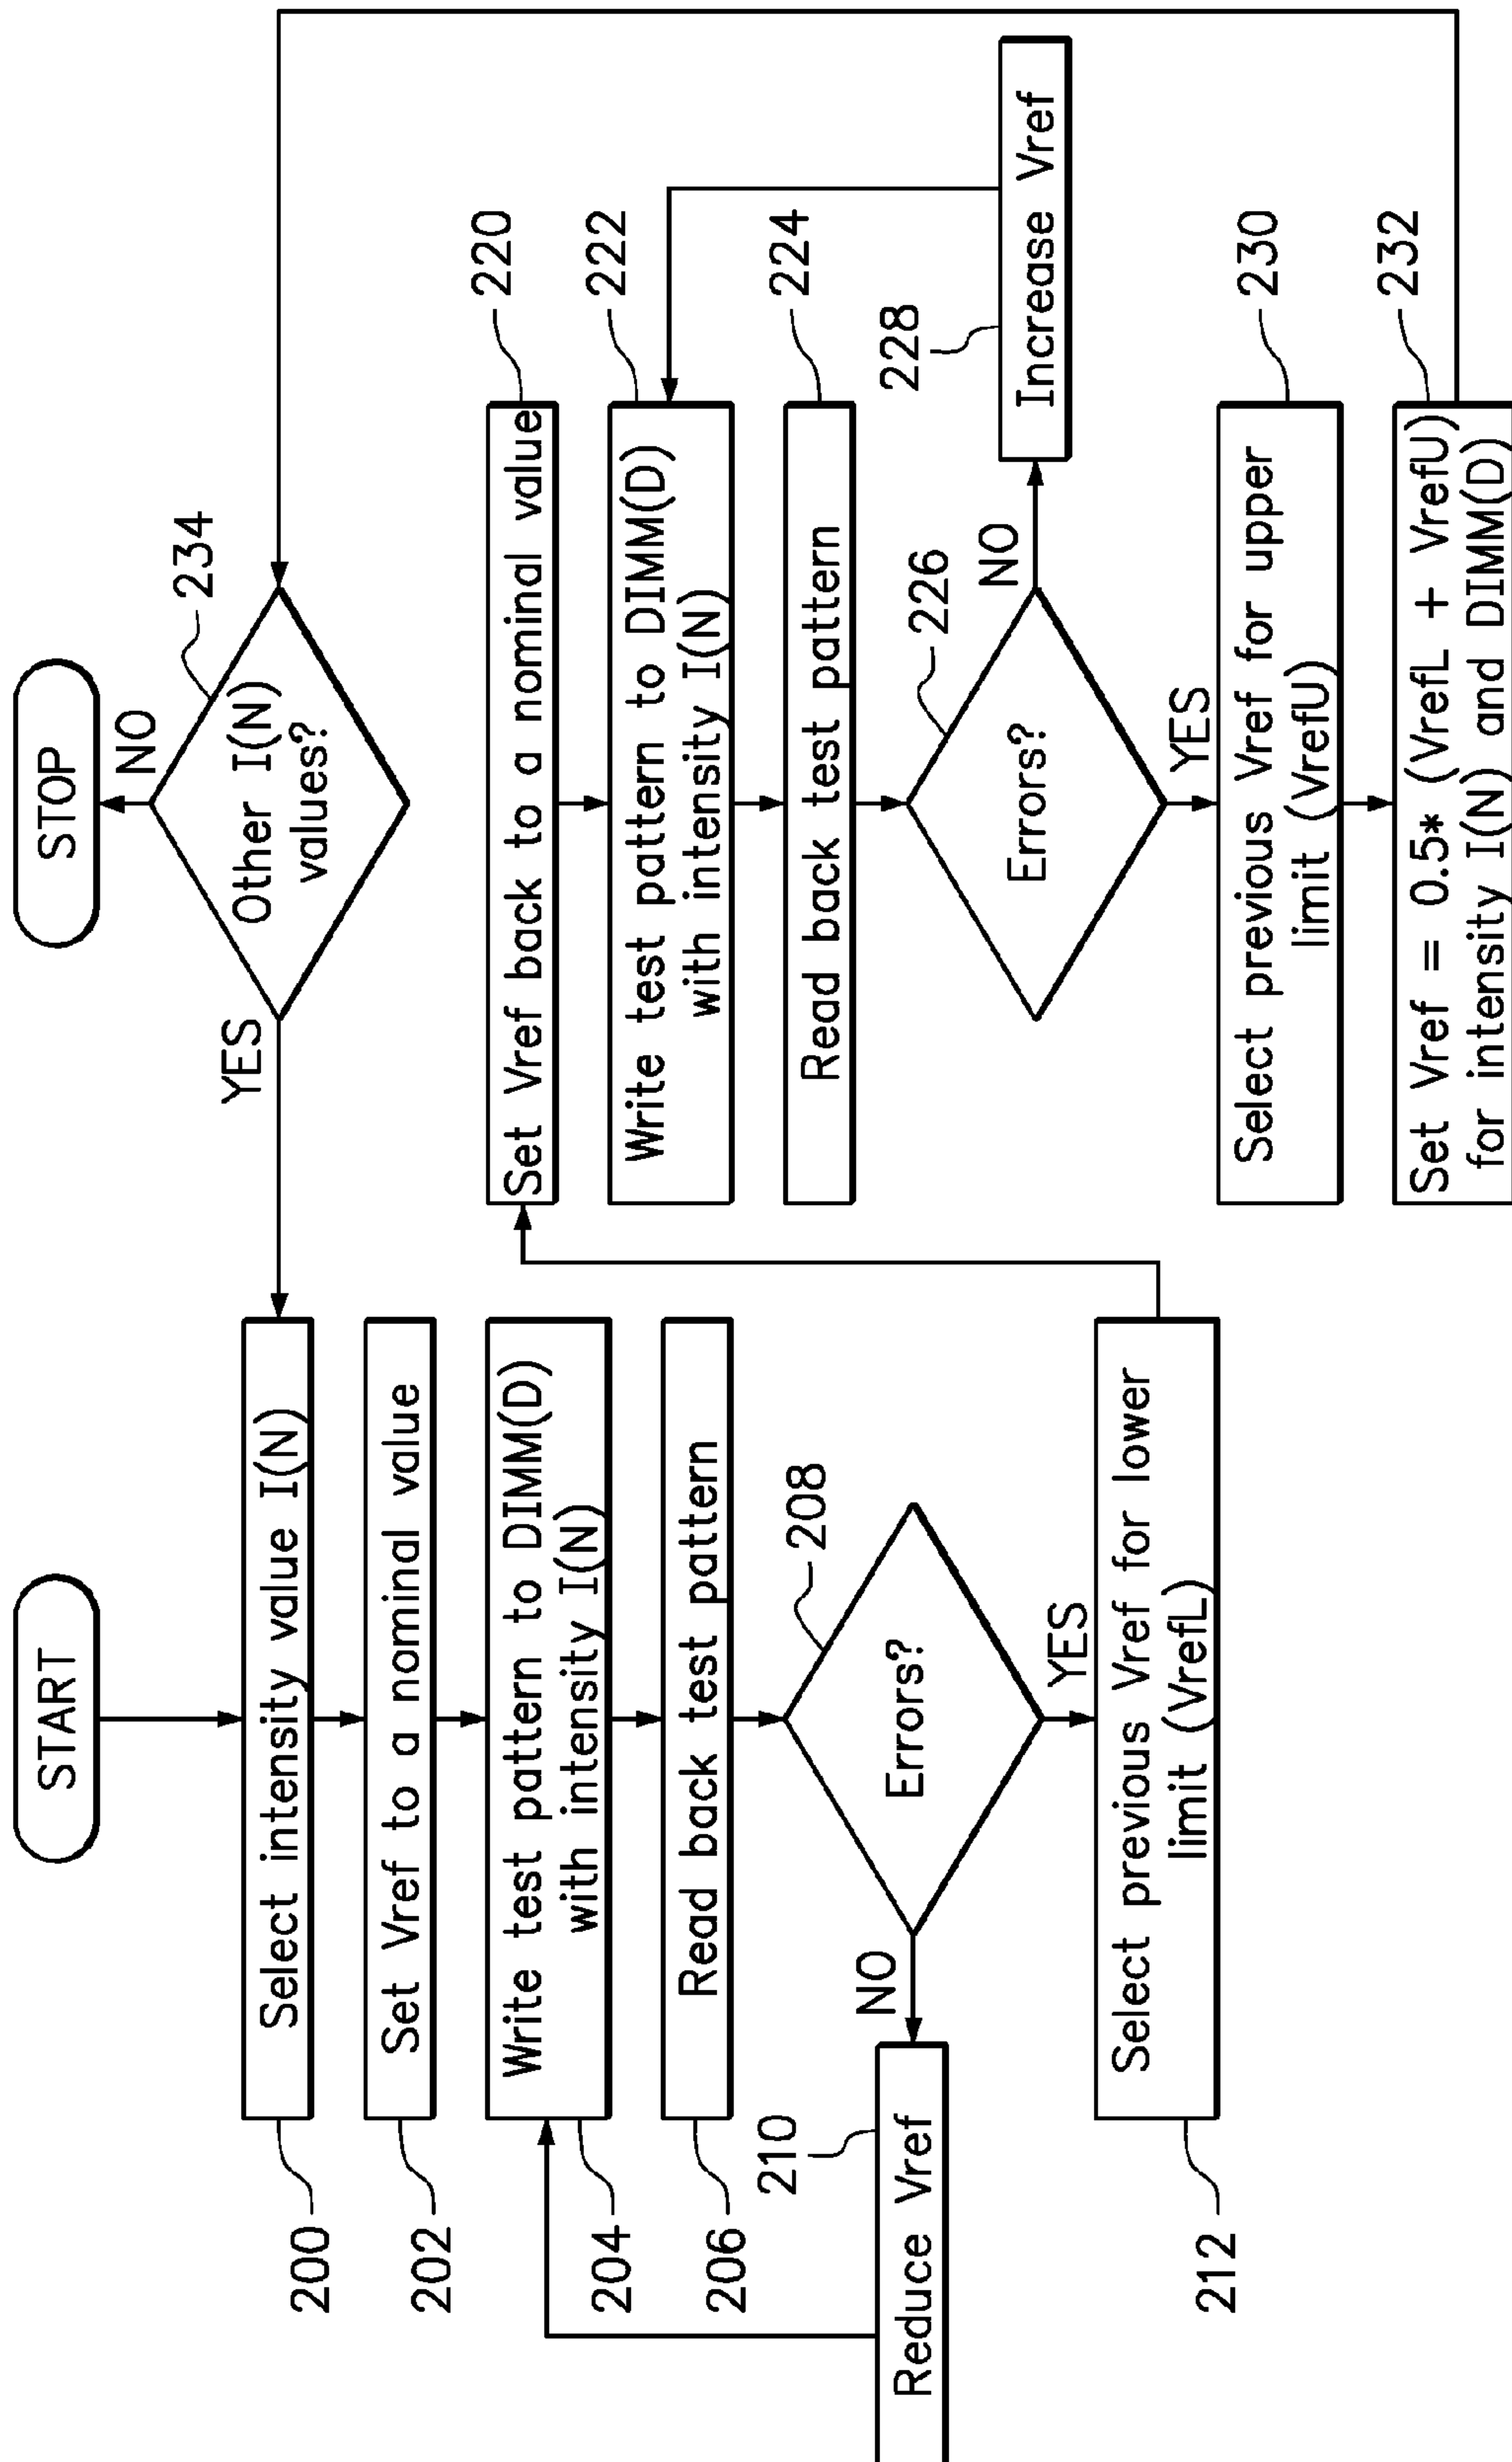 START
200
Select intensity value I(N)
202
Set Vref to a nominal value
204
Write test pattern to DIMM(D)
with intensity I(N)
206
Read back test pattern
208
Errors?
NO
210
Reduce Vref
YES
212
Select previous Vref for lower
limit (VrefL)
STOP
NO
234
Other I(N)
values?
YES
220
Set Vref back to a nominal value
222
Write test pattern to DIMM(D)
with intensity I(N)
224
Read back test pattern
226
Errors?
NO
228
Increase Vref
YES
230
Select previous Vref for upper
limit (VrefU)
232
Set Vref = 0.5* (VrefL + VrefU)
for intensity I(N) and DIMM(D)